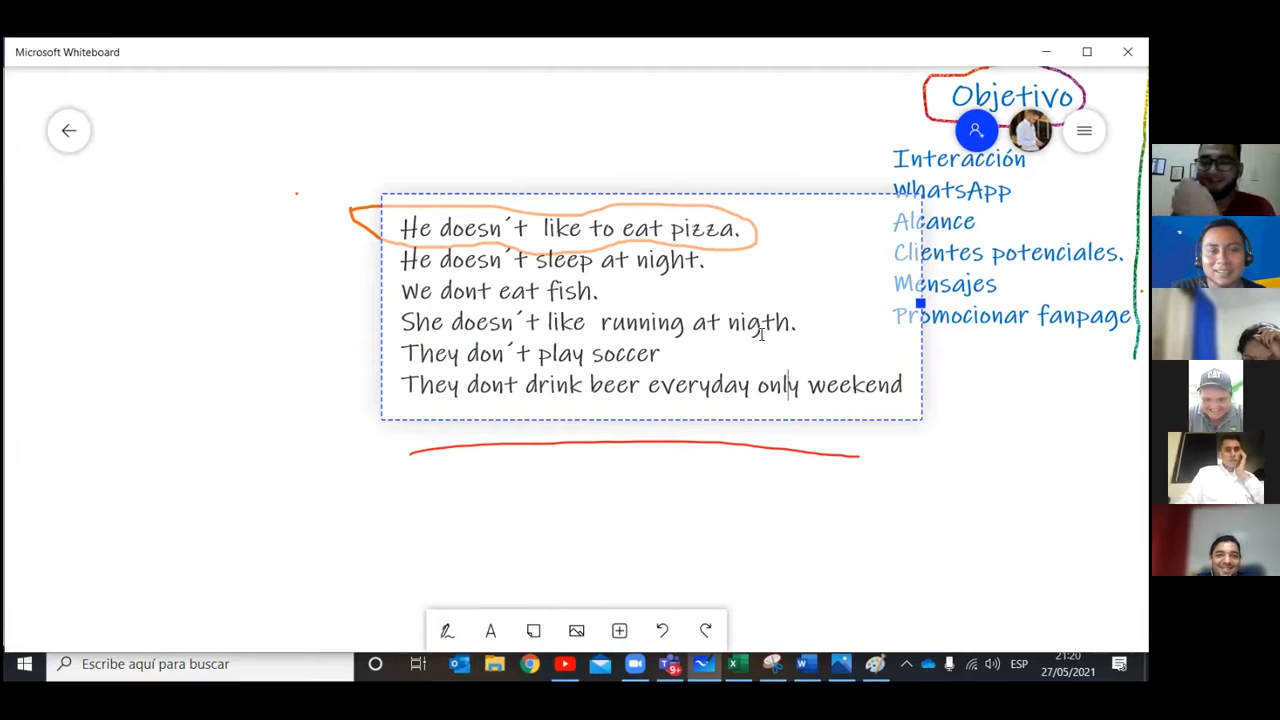 Microsoft Whiteboard
Objetivo
Interacción
WhatsApp
Alcance
Clientes potenciales.
Mensajes
Promocionar fanpage
He doesn´t  like to eat pizza.
He doesn´t sleep at night.
We dont eat fish.
She doesn´t like  running at nigth.
They don´t play soccer
They dont drink beer everyday only weekend
A
CAT
Escribe aquí para buscar
9+
ESP
21:20
27/05/2021